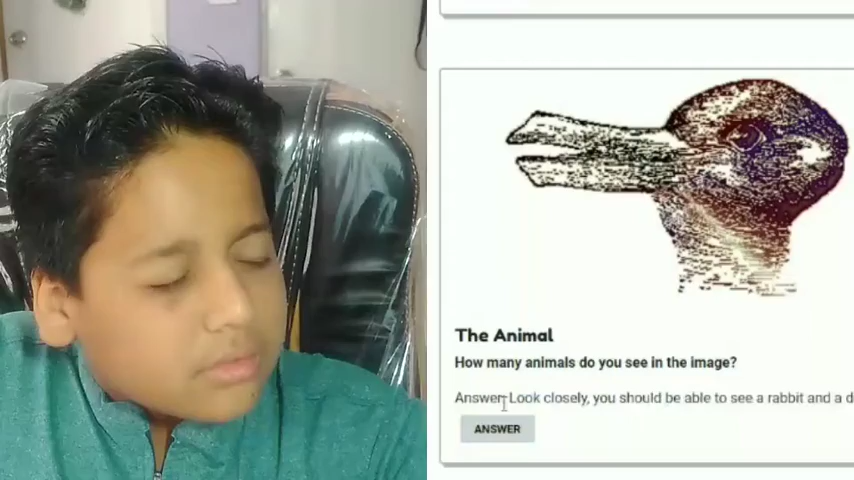 The Animal
How many animals do you see in the image?
Answer: Look closely, you should be able to see a rabbit and a
ANSWER